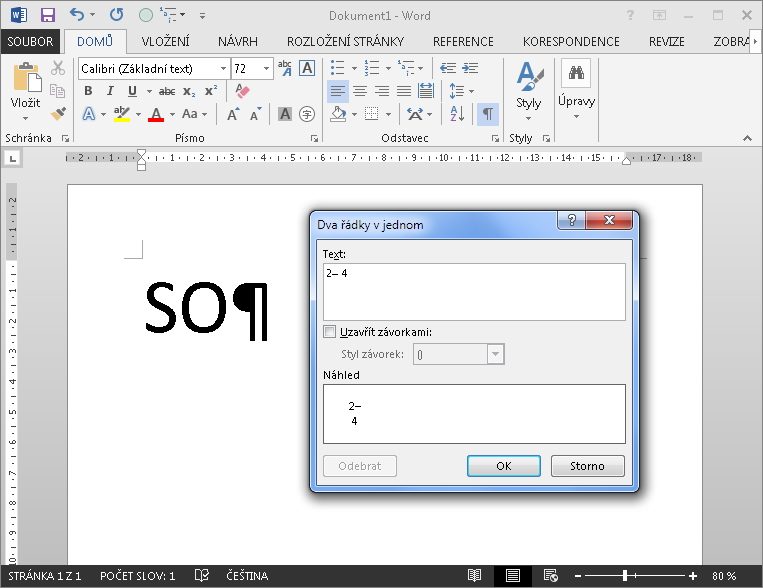 Dokument1 - Word
SOUBOR DOMŮ VLOŽENÍ NÁVRH ROZLOŽENÍ STRÁNKY REFERENCE KORESPONDENCE REVIZE ZOBRA
Calibri (Základní text) 72
Vložit Styly Úpravy
Schránka Písmo Odstavec Styly
SO¶
Dva řádky v jednom
Text:
2– 4
Uzavřít závorkami:
Styl závorek: ()
Náhled
2–
4
Odebrat OK Storno
STRÁNKA 1 Z 1 POČET SLOV: 1 ČEŠTINA 80 %